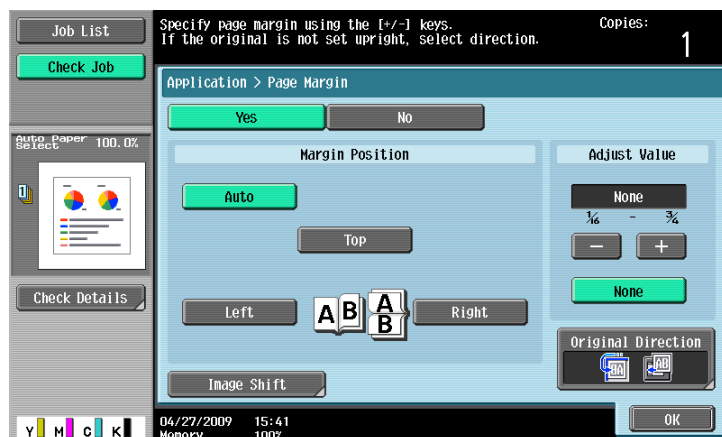 Job List
Check Job
Specify page margin using the [+/-] keys.
If the original is not set upright, select direction.
Copies:
1
Application > Page Margin
Yes
No
Auto Paper
Select
100.0%
1
Margin Position
Auto
Top
Left
A B
A
B
Right
Image Shift
Adjust Value
None
1/16 - 3/4
− +
None
Original Direction
AB
AB
Check Details
Y M C K
04/27/2009 15:41
Memory 100%
OK